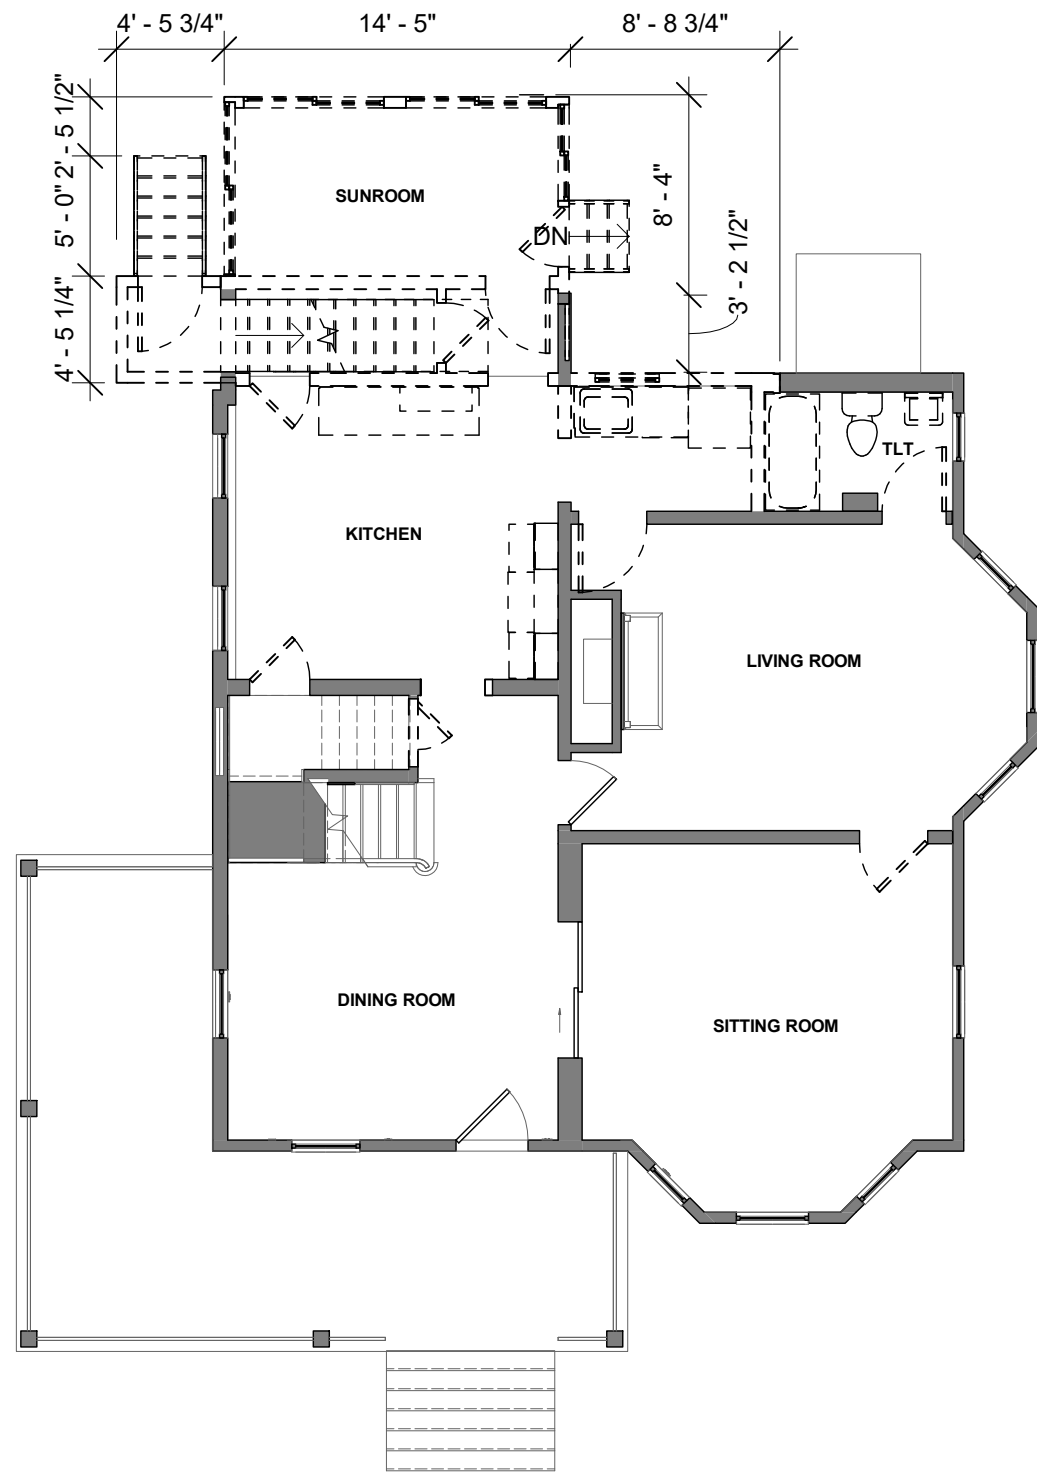 4' - 5 3/4"
14' - 5"
8' - 8 3/4"
2' - 5 1/2"
5' - 0"
4' - 5 1/4"
8' - 4"
3' - 2 1/2"
SUNROOM
DN
TLT
KITCHEN
LIVING ROOM
DINING ROOM
SITTING ROOM